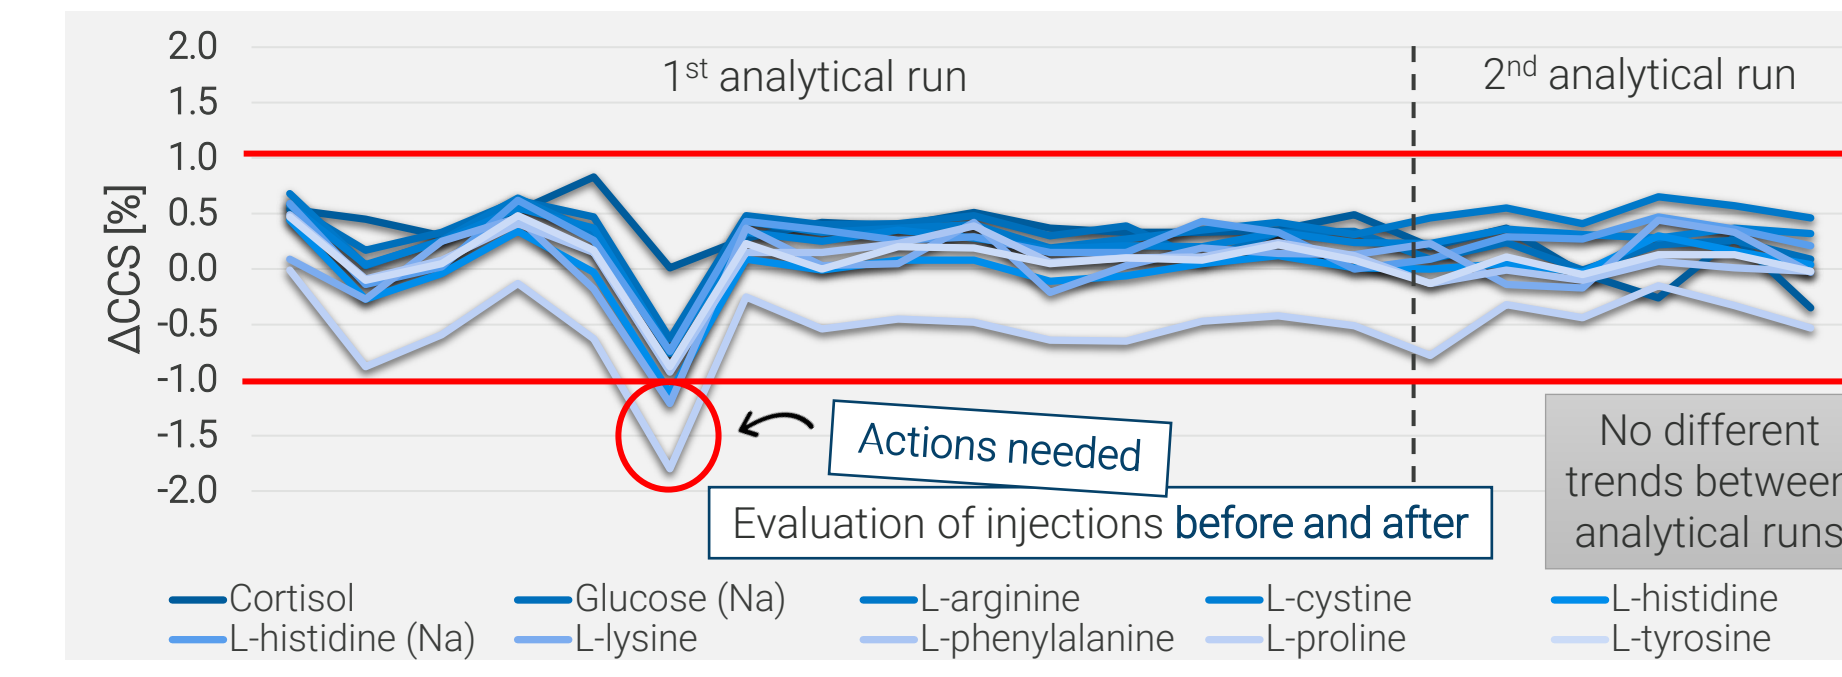 2.0
1st analytical run
2nd analytical run
1.5
1.0
0.5
0.0
-0.5
-1.0
-1.5
-2.0
ΔCCS [%]
Actions needed
Evaluation of injections before and after
No different
trends between
analytical runs
Cortisol
Glucose (Na)
L-arginine
L-cystine
L-histidine
L-histidine (Na)
L-lysine
L-phenylalanine
L-proline
L-tyrosine